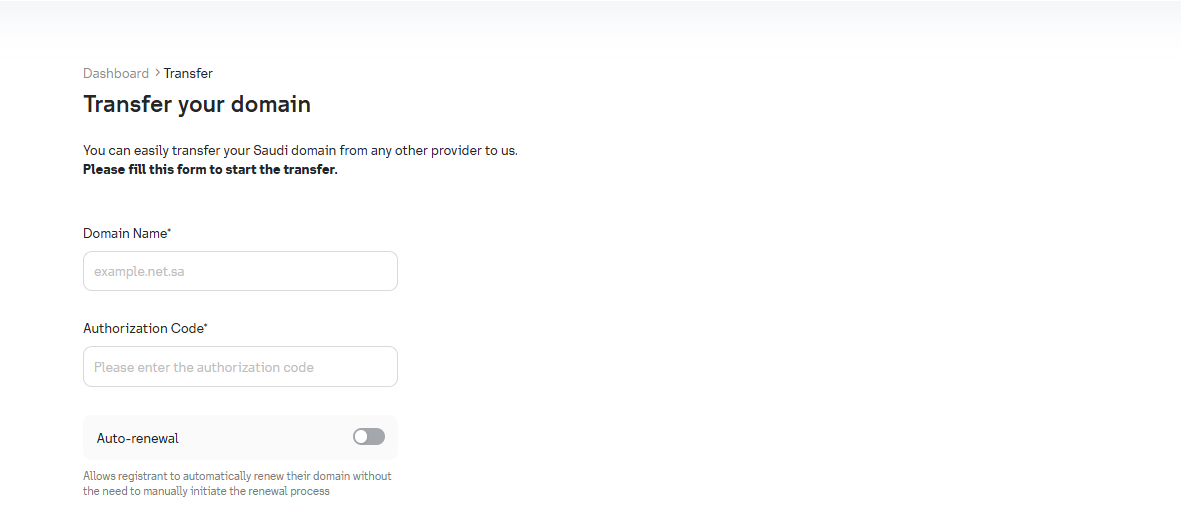 Dashboard > Transfer
Transfer your domain
You can easily transfer your Saudi domain from any other provider to us.
Please fill this form to start the transfer.
Domain Name*
example.net.sa
Authorization Code*
Please enter the authorization code
Auto-renewal
Allows registrant to automatically renew their domain without
the need to manually initiate the renewal process